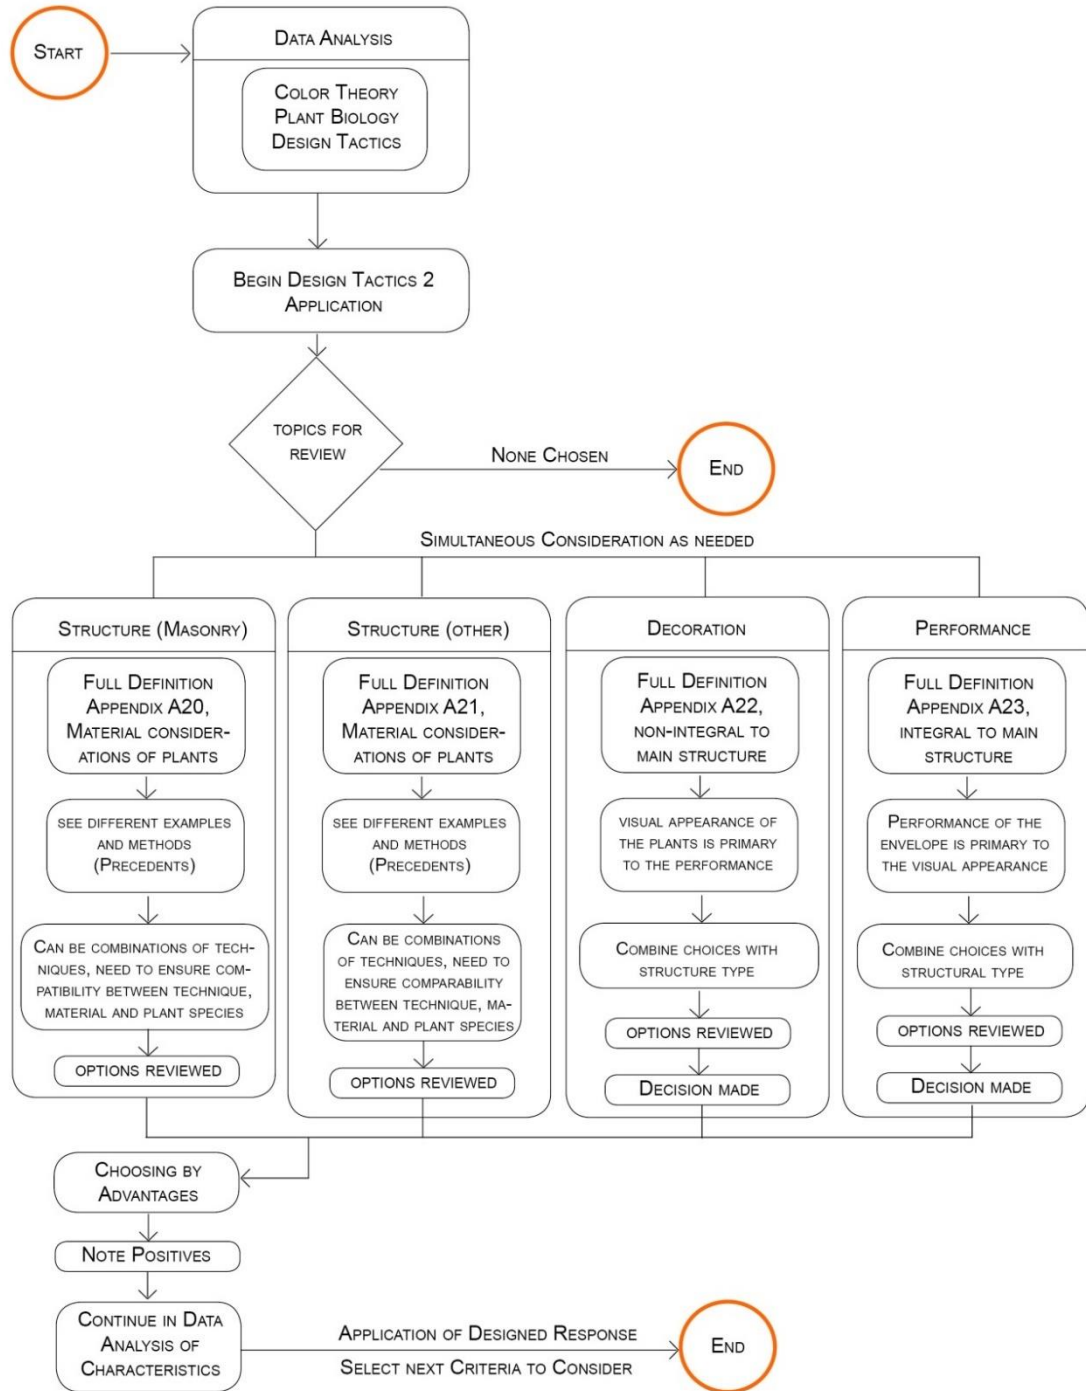 Start
Data Analysis
Color Theory
Plant Biology
Design Tactics
Begin Design Tactics 2
Application
topics for
review
None Chosen
End
Simultaneous Consideration as needed
Structure (Masonry)
Full Definition
Appendix A20,
Material consider-
ations of plants
see different examples
and methods
(Precedents)
Can be combinations of tech-
niques, need to ensure com-
patibility between technique,
material and plant species
options reviewed
Structure (other)
Full Definition
Appendix A21,
Material consider-
ations of plants
see different examples
and methods
(Precedents)
Can be combinations
of techniques, need to
ensure comparability
between technique, ma-
terial and plant species
options reviewed
Decoration
Full Definition
Appendix A22,
non-integral to
main structure
visual appearance of
the plants is primary
to the performance
Combine choices with
structure type
options reviewed
Decision made
Performance
Full Definition
Appendix A23,
integral to main
structure
Performance of the
envelope is primary to
the visual appearance
Combine choices with
structural type
options reviewed
Decision made
Choosing by
Advantages
Note Positives
Continue in Data
Analysis of
Characteristics
Application of Designed Response
Select next Criteria to Consider
End